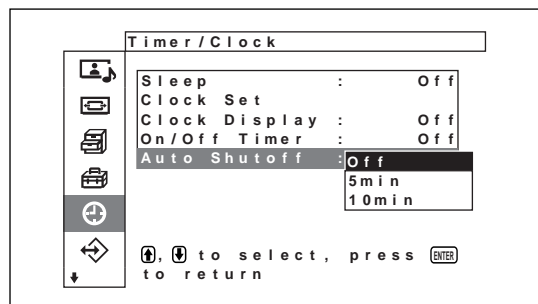 Timer/Clock
Sleep : Off
Clock Set
Clock Display : Off
On/Off Timer : Off
Auto Shutoff : Off
5min
10min
↑, ↓ to select, press ENTER
to return